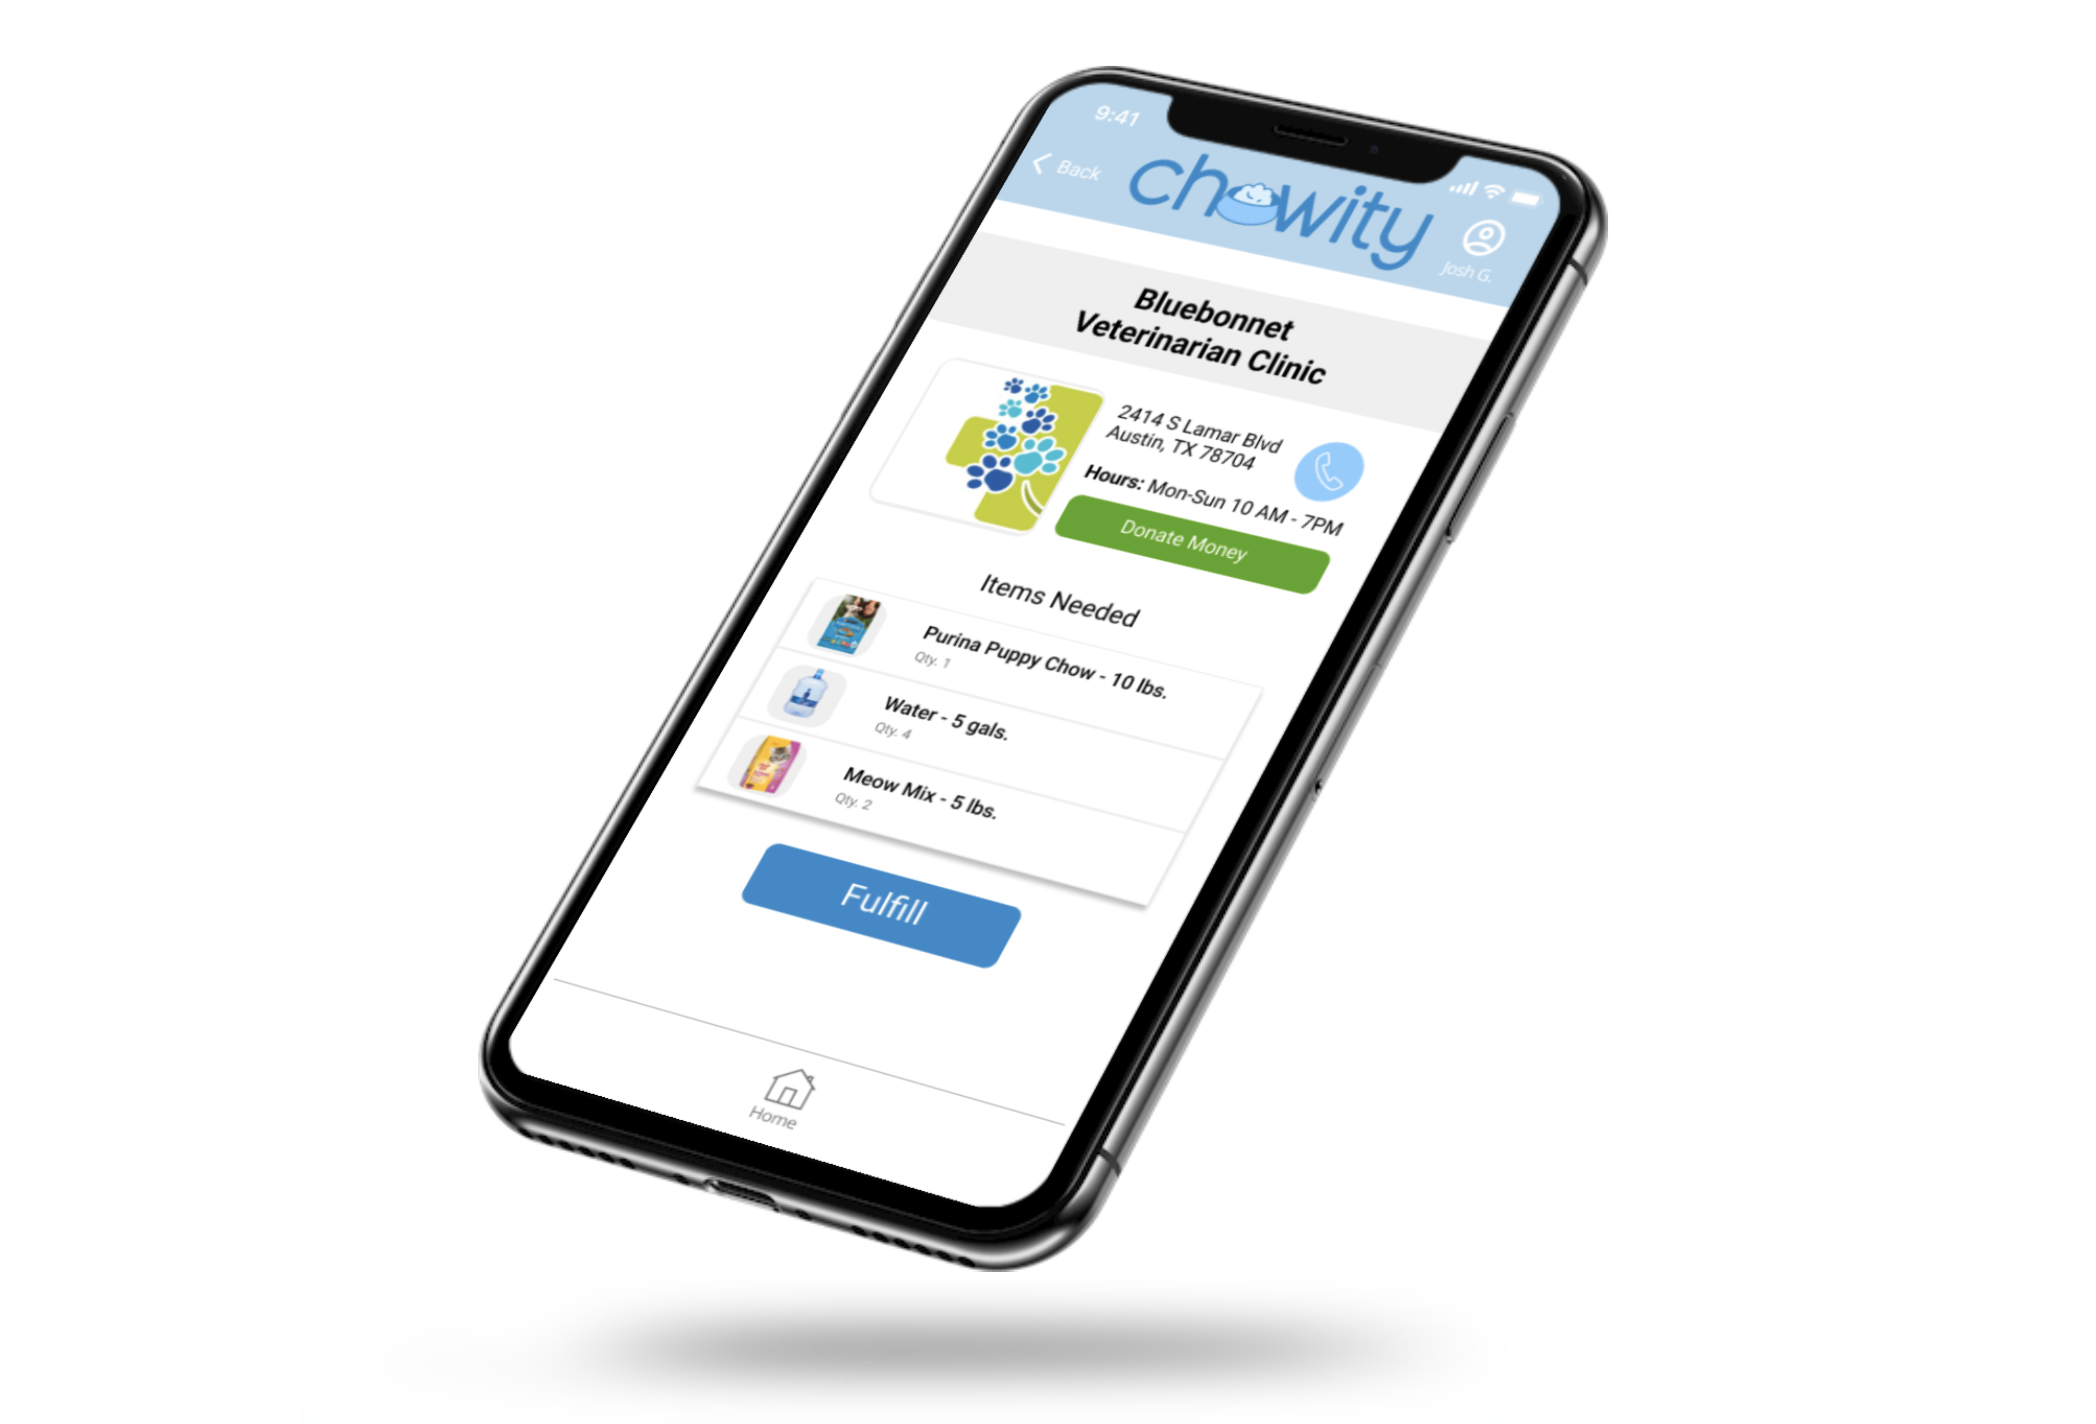 9:41
Back
chowity
Josh G.
Bluebonnet
Veterinarian Clinic
2414 S Lamar Blvd
Austin, TX 78704
Hours: Mon-Sun 10 AM - 7PM
Donate Money
Items Needed
Purina Puppy Chow - 10 lbs.
Qty. 1
Water - 5 gals.
Qty. 4
Meow Mix - 5 lbs.
Qty. 2
Fulfill
Home